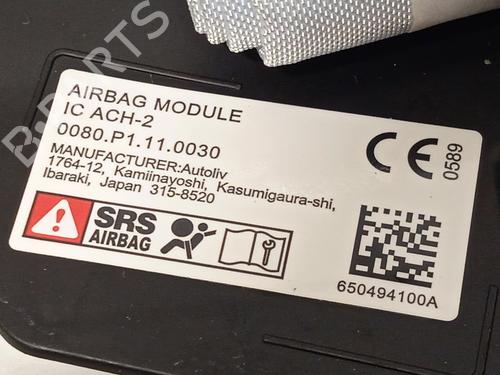 AIRBAG MODULE
IC ACH-2
0080.P1.11.0030
MANUFACTURER:Autoliv
1764-12, Kamiinayoshi, Kasumigaura-shi,
Ibaraki, Japan 315-8520
SRS
AIRBAG
CE
0589
650494100A
B-PARTS